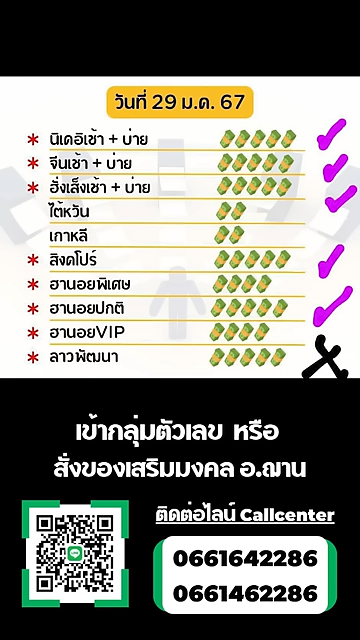 วันที่ 29 ม.ค. 67
* นิเคอิเช้า + บ่าย
* จีนเช้า + บ่าย
* ฮั่งเส็งเช้า + บ่าย
ไต้หวัน
เกาหลี
* สิงคโปร์
* ฮานอยพิเศษ
* ฮานอยปกติ
* ฮานอยVIP
* ลาวพัฒนา
เข้ากลุ่มตัวเลข หรือ
สั่งของเสริมมงคล อ.ฌาน
ติดต่อไลน์ Callcenter
0661642286
0661462286